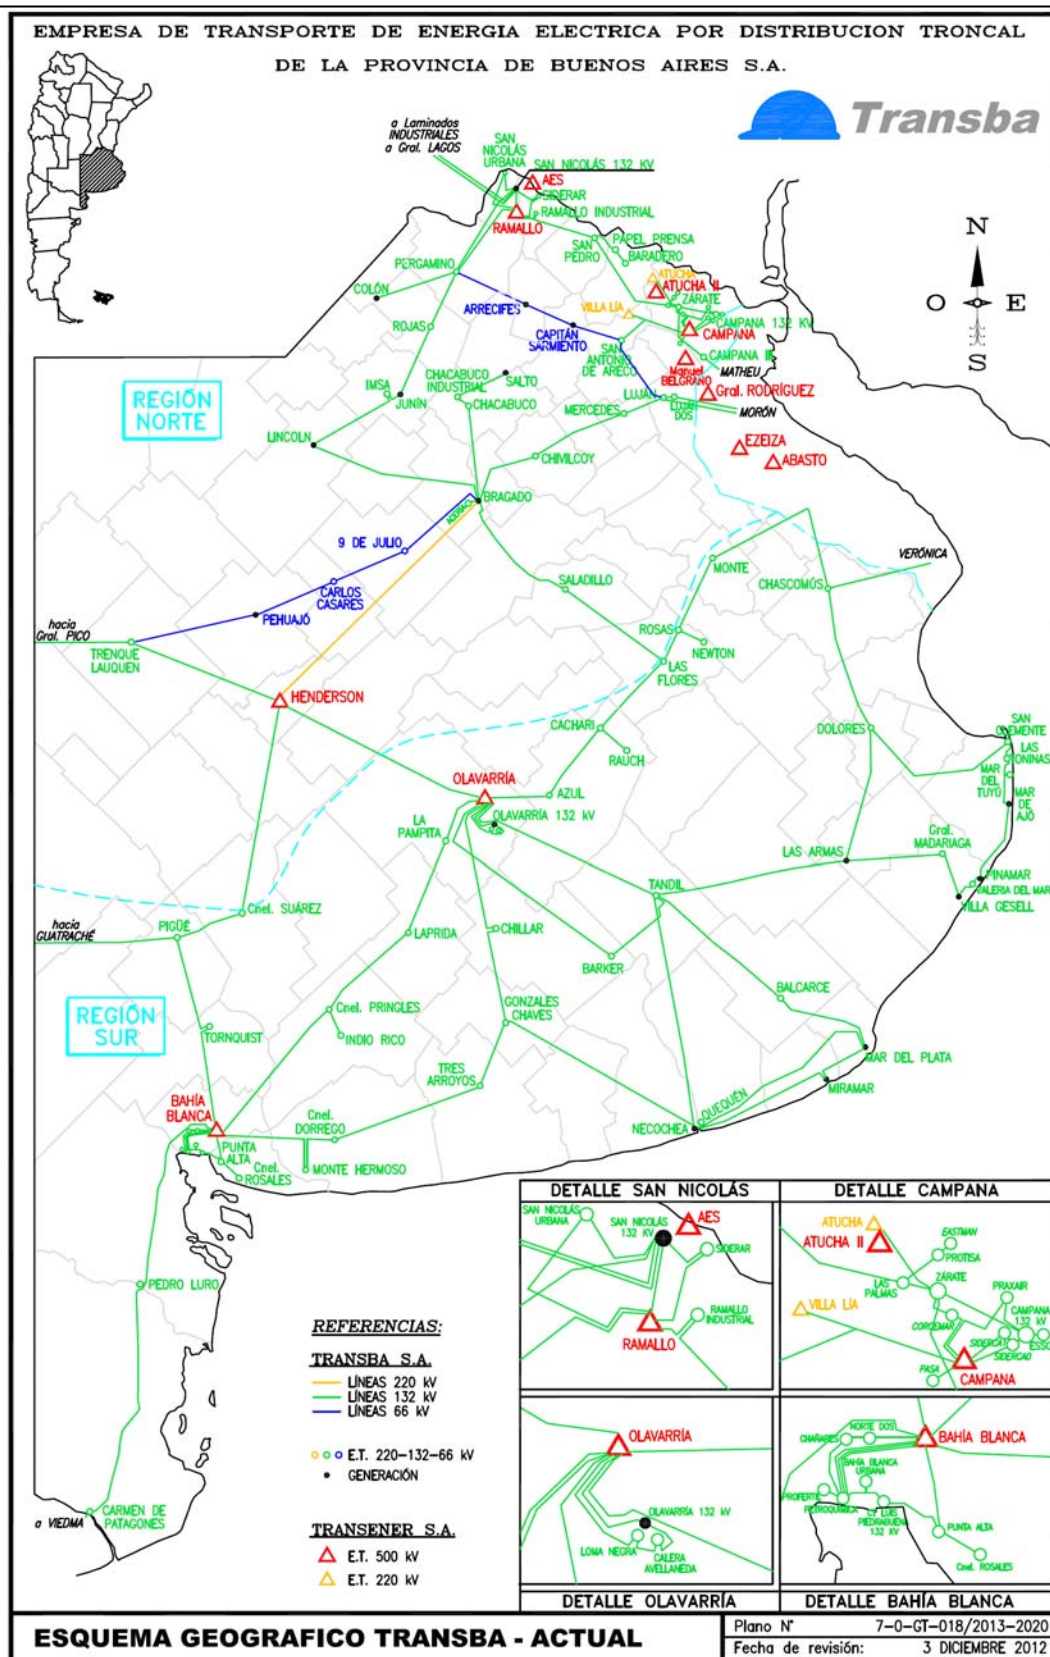 EMPRESA DE TRANSPORTE DE ENERGIA ELECTRICA POR DISTRIBUCION TRONCAL
DE LA PROVINCIA DE BUENOS AIRES S.A.
Transba
a Laminados
INDUSTRIALES
a Gral. LAGOS
SAN
NICOLÁS
URBANA
SAN NICOLÁS 132 KV
AES
SIDERAR
RAMALLO INDUSTRIAL
RAMALLO
SAN
PEDRO
PAPEL PRENSA
BARADERO
PERGAMINO
COLÓN
ATUCHA
ATUCHA II
ZÁRATE
VILLA LÍA
ARRECIFES
CAPITÁN
SARMIENTO
ROJAS
CAMPANA 132 KV
CAMPANA
SAN
ANTONIO
DE ARECO
CAMPANA III
MATHEU
Manuel
BELGRANO
Gral. RODRÍGUEZ
N
O
E
S
REGIÓN
NORTE
IMSA
JUNÍN
CHACABUCO
INDUSTRIAL
SALTO
CHACABUCO
MERCEDES
LUJÁN
LUJÁN
DOS
MORÓN
LINCOLN
EZEIZA
ABASTO
CHIVILCOY
BRAGADO
9 DE JULIO
CARLOS
CASARES
PEHUAJÓ
hacia
Gral. PICO
TRENQUE
LAUQUEN
HENDERSON
SALADILLO
MONTE
CHASCOMÚS
VERÓNICA
ROSAS
NEWTON
LAS
FLORES
CACHARI
RAUCH
DOLORES
SAN
CLEMENTE
LAS
TONINAS
MAR
DEL
TUYÚ
MAR
DE
AJÓ
OLAVARRÍA
AZUL
OLAVARRÍA 132 kV
LA
PAMPITA
Gral.
MADARIAGA
LAS ARMAS
PINAMAR
VALERIA DEL MAR
VILLA GESELL
TANDIL
Cnel. SUÁREZ
hacia
GUATRACHÉ
PIGÜÉ
LAPRIDA
CHILLAR
BARKER
BALCARCE
REGIÓN
SUR
Cnel. PRINGLES
INDIO RICO
GONZALES
CHAVES
TORNQUIST
TRES
ARROYOS
MAR DEL PLATA
MIRAMAR
QUEQUÉN
NECOCHEA
BAHÍA
BLANCA
Cnel.
DORREGO
PUNTA
ALTA
Cnel.
ROSALES
MONTE HERMOSO
PEDRO LURO
CARMEN DE
PATAGONES
a VIEDMA
REFERENCIAS:
TRANSBA S.A.
LÍNEAS 220 kV
LÍNEAS 132 kV
LÍNEAS 66 kV
E.T. 220-132-66 kV
GENERACIÓN
TRANSENER S.A.
E.T. 500 kV
E.T. 220 kV
DETALLE SAN NICOLÁS
SAN NICOLÁS
URBANA
SAN NICOLÁS
132 KV
AES
SIDERAR
RAMALLO
INDUSTRIAL
RAMALLO
DETALLE CAMPANA
ATUCHA
ATUCHA II
EASTMAN
PROTISA
LAS
PALMAS
ZÁRATE
PRAXAIR
VILLA LÍA
CAMPANA
132 KV
ESSO
PASA
CAMPANA
OLAVARRÍA
OLAVARRÍA 132 kV
LOMA NEGRA
CALERA
AVELLANEDA
DETALLE OLAVARRÍA
NORTE DOS
CHAÑARES
BAHÍA BLANCA
BAHÍA BLANCA
URBANA
PETROQUÍMICA
PIEDRABUENA
132 KV
PUNTA ALTA
Cnel. ROSALES
DETALLE BAHÍA BLANCA
ESQUEMA GEOGRAFICO TRANSBA - ACTUAL
Plano N° 7-0-GT-018/2013-2020
Fecha de revisión: 3 DICIEMBRE 2012